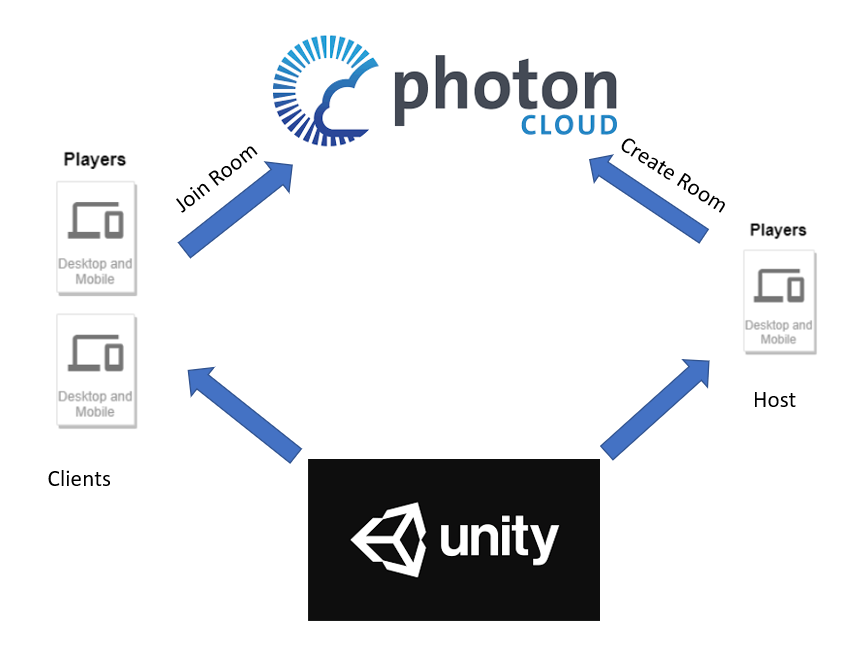 photon
CLOUD
Players
Join Room
Create Room
Desktop and
Mobile
Players
Desktop and
Mobile
Desktop and
Mobile
Host
Clients
unity